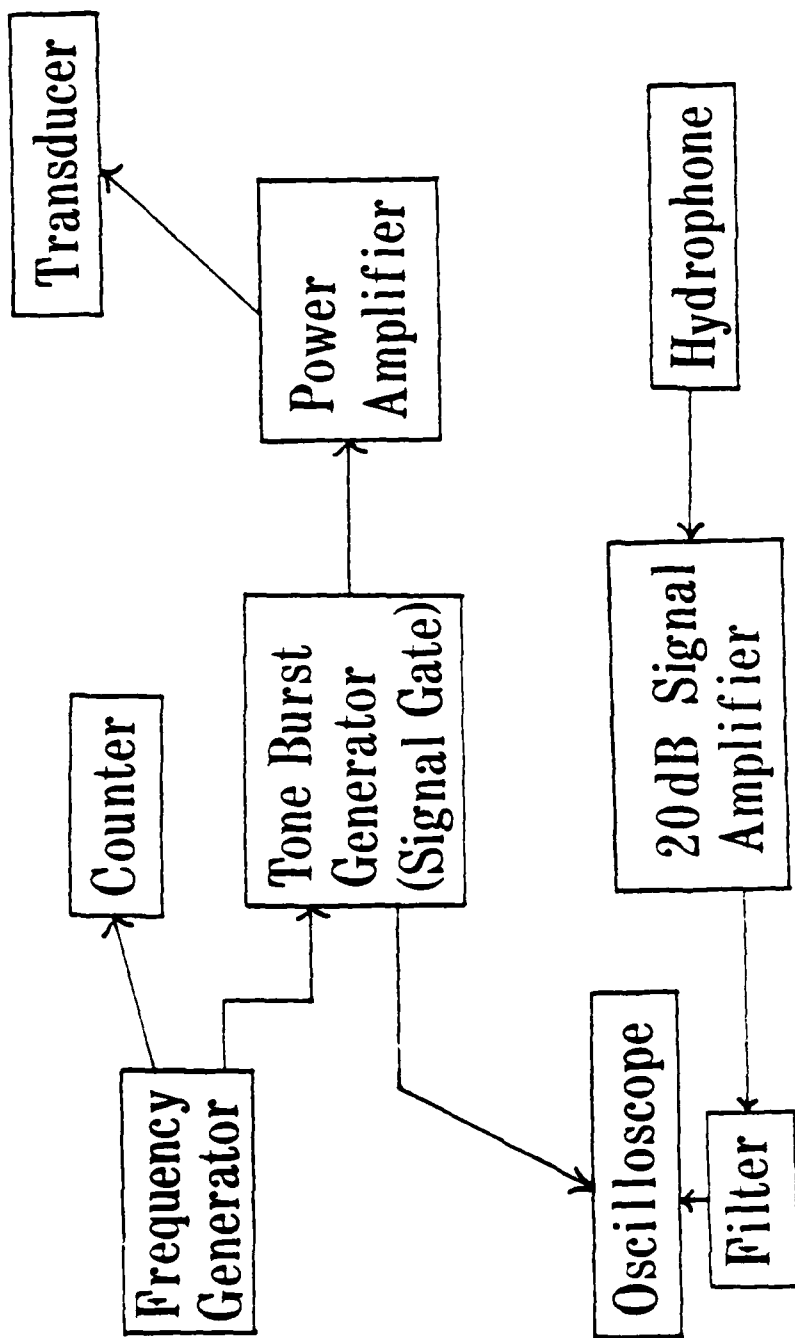 Frequency
Generator
Counter
Tone Burst
Generator
(Signal Gate)
Power
Amplifier
Transducer
Oscilloscope
Filter
20dB Signal
Amplifier
Hydrophone